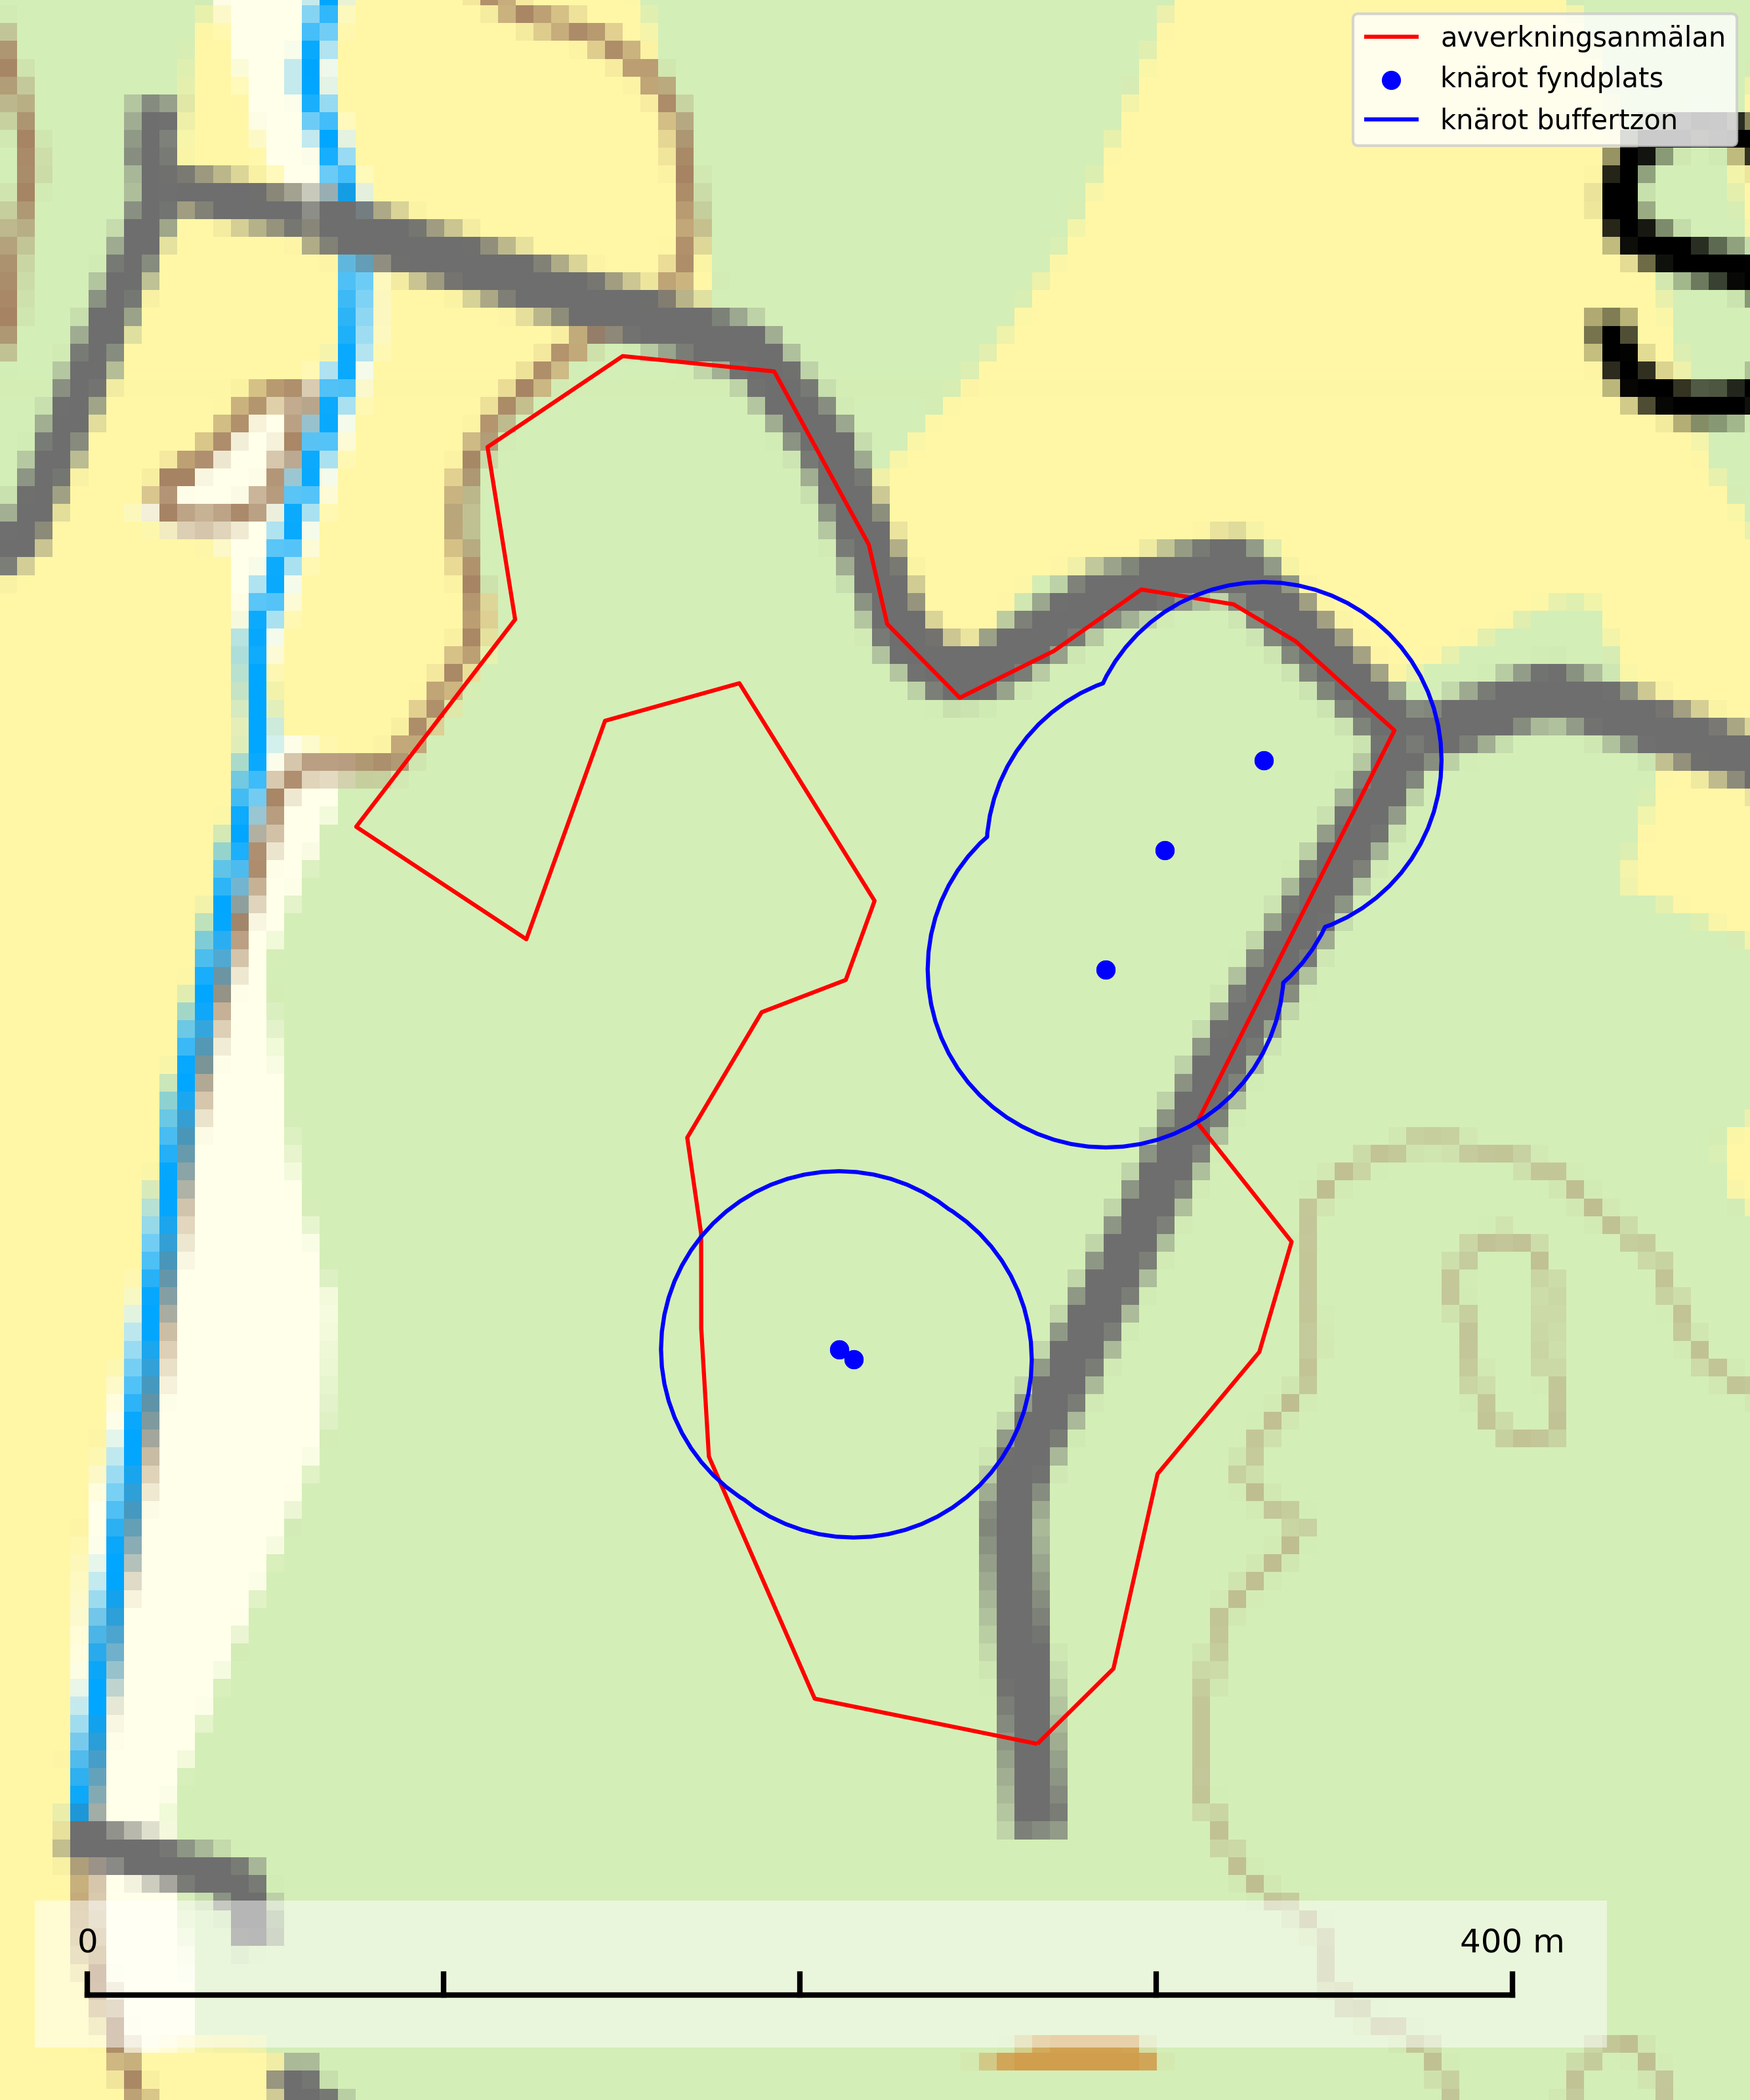 avverkningsanmälan
knärot fyndplats
knärot buffertzon
0 400 m